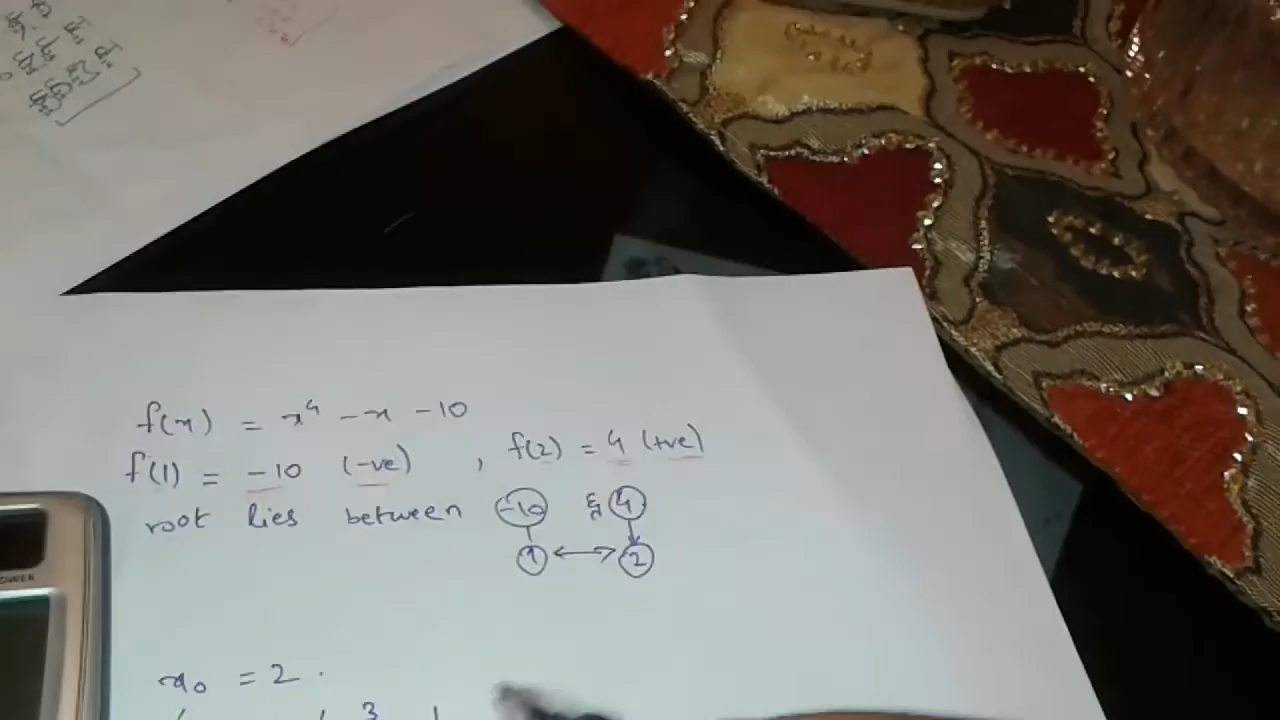 f(x) = x⁴ - x - 10
f(1) = -10 (-ve) , f(2) = 4 (+ve)
root lies between -10 & 4
1 ↔ 2
x₀ = 2 .